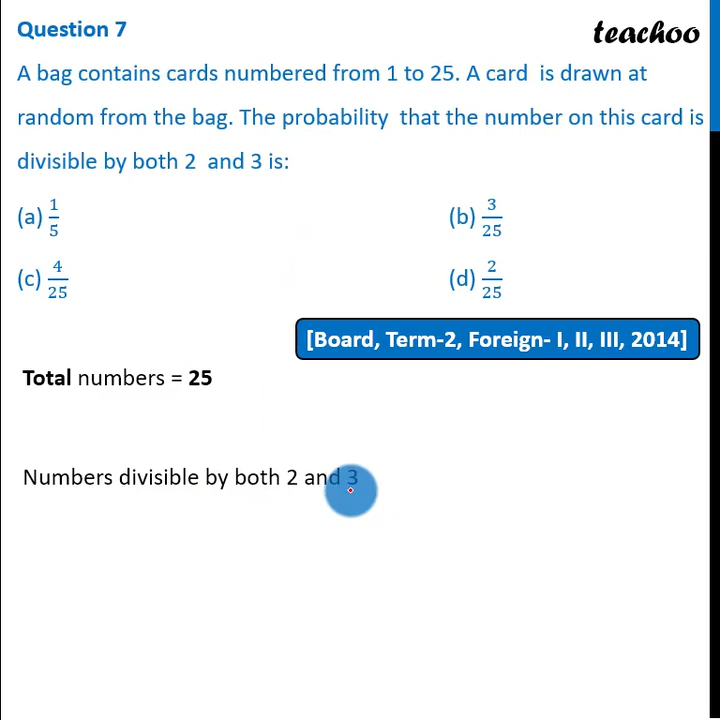 Question 7
teachoo
A bag contains cards numbered from 1 to 25. A card is drawn at
random from the bag. The probability that the number on this card is
divisible by both 2 and 3 is:
(a) 1/5 (b) 3/25
(c) 4/25 (d) 2/25
[Board, Term-2, Foreign- I, II, III, 2014]
Total numbers = 25
Numbers divisible by both 2 and 3